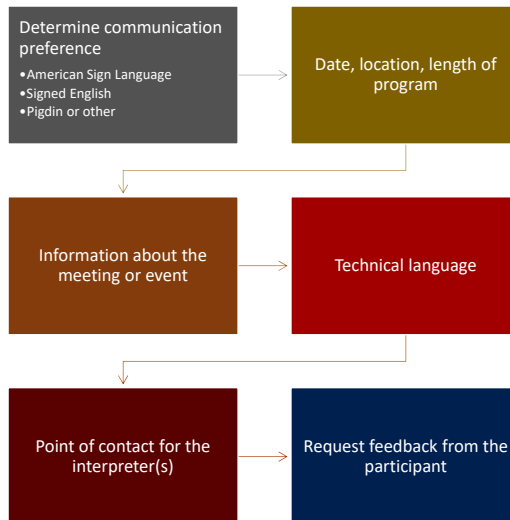 Determine communication
preference
•American Sign Language
•Signed English
•Pigdin or other
Date, location, length of
program
Information about the
meeting or event
Technical language
Point of contact for the
interpreter(s)
Request feedback from the
participant